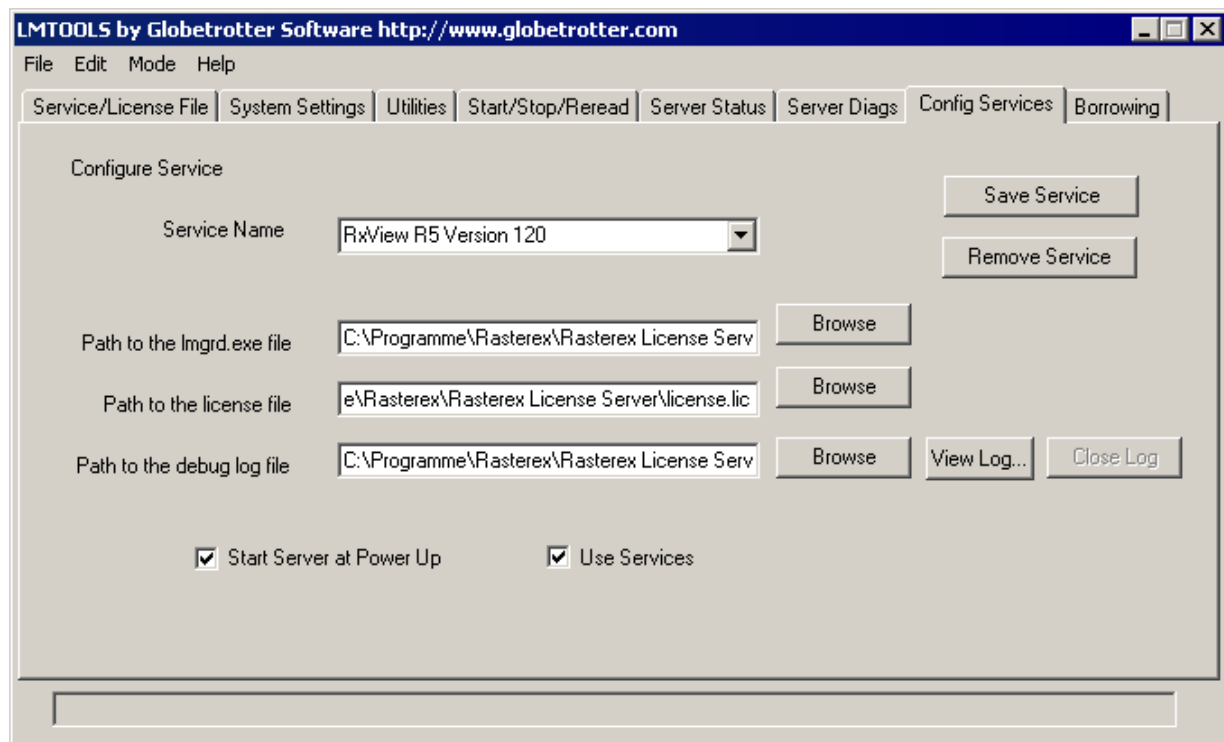 LMTOOLS by Globetrotter Software http://www.globetrotter.com
File Edit Mode Help
Service/License File System Settings Utilities Start/Stop/Reread Server Status Server Diags Config Services Borrowing
Configure Service
Save Service
Service Name RxView R5 Version 120
Remove Service
Path to the lmgrd.exe file C:\Programme\Rasterex\Rasterex License Serv Browse
Path to the license file e\Rasterex\Rasterex License Server\license.lic Browse
Path to the debug log file C:\Programme\Rasterex\Rasterex License Serv Browse View Log... Close Log
Start Server at Power Up Use Services